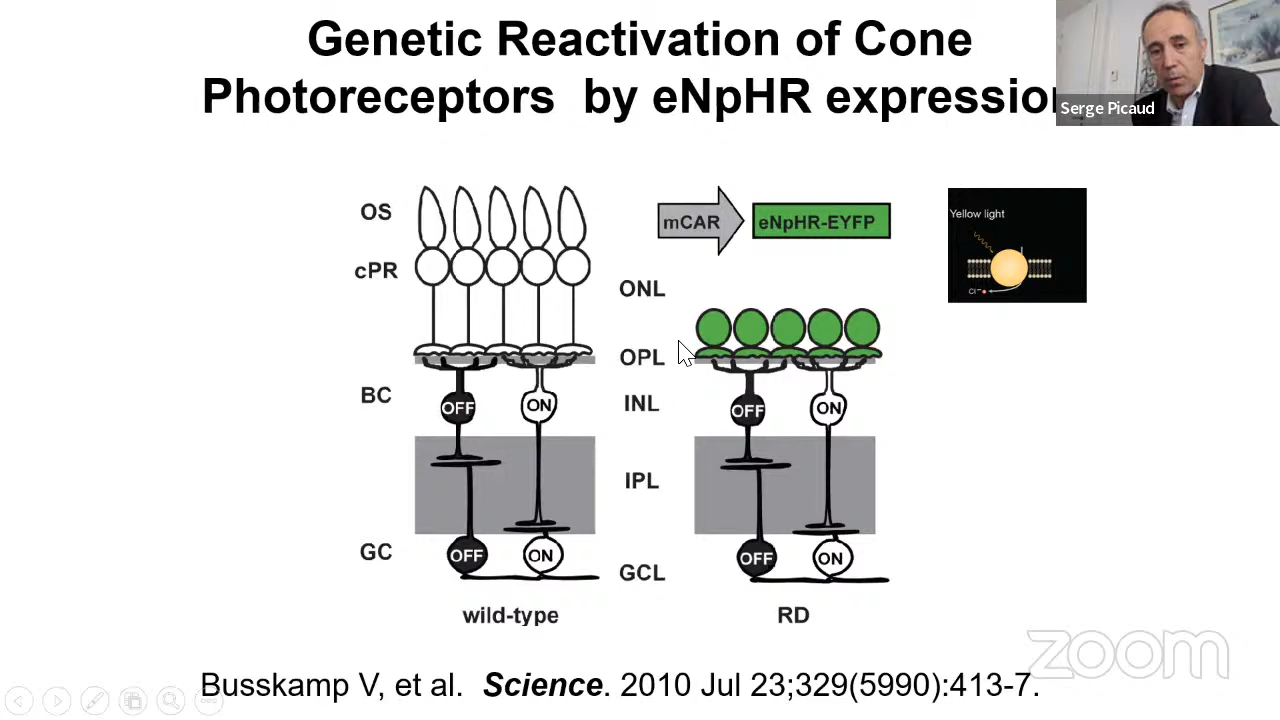 Genetic Reactivation of Cone
Photoreceptors by eNpHR expression
Serge Picaud
OS
cPR
BC
GC
OFF
ON
OFF
ON
wild-type
ONL
OPL
INL
IPL
GCL
mCAR
eNpHR-EYFP
OFF
ON
OFF
ON
RD
Yellow light
Cl⁻
zoom
Busskamp V, et al. Science. 2010 Jul 23;329(5990):413-7.